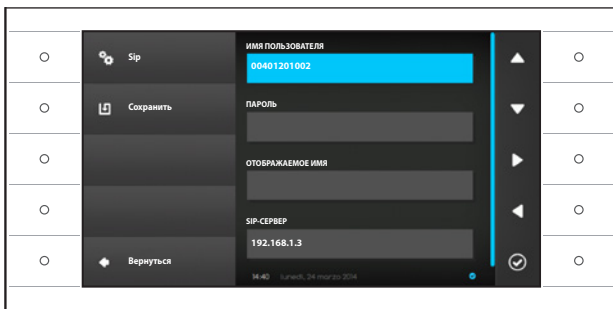 Sip
Сохранить
Вернуться
ИМЯ ПОЛЬЗОВАТЕЛЯ
00401201002
ПАРОЛЬ
ОТОБРАЖАЕМОЕ ИМЯ
SIP-СЕРВЕР
192.168.1.3
14:40 lunedì, 24 marzo 2014